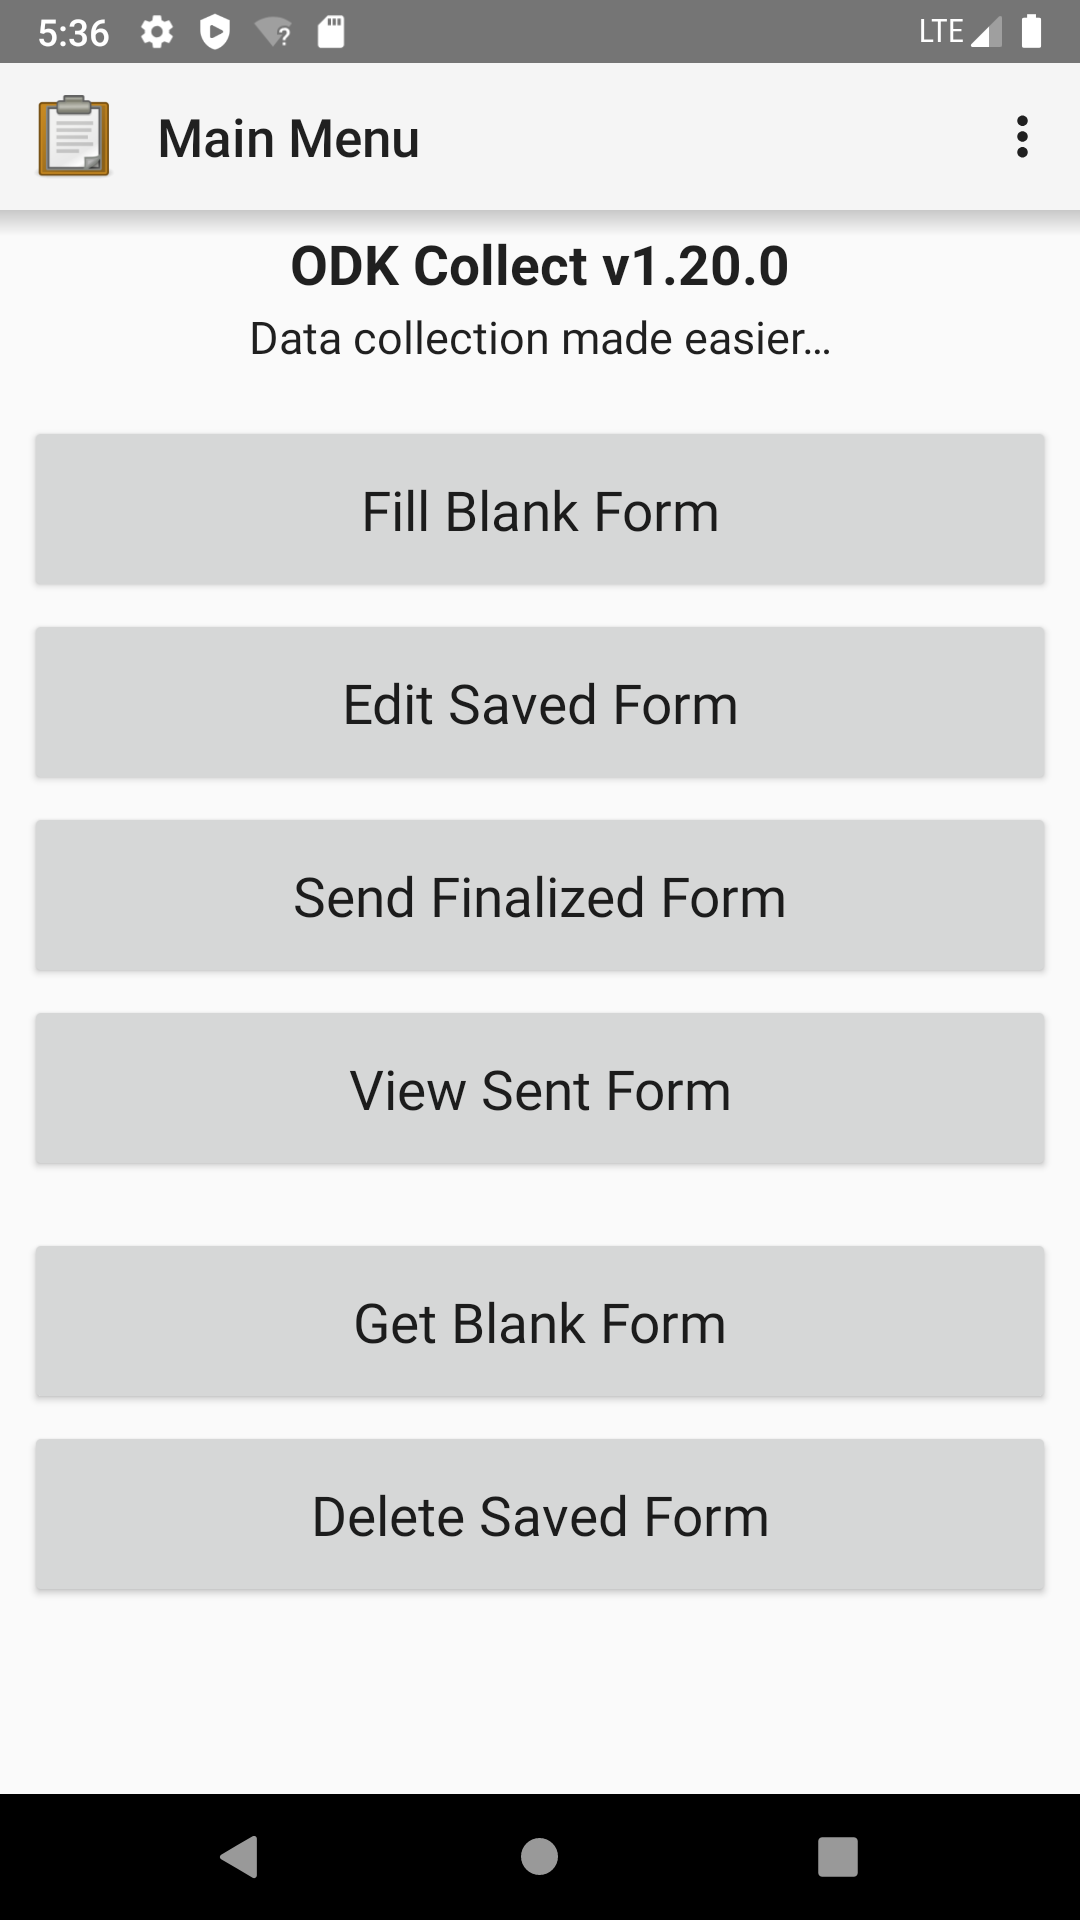 5:36
LTE
Main Menu
ODK Collect v1.20.0
Data collection made easier...
Fill Blank Form
Edit Saved Form
Send Finalized Form
View Sent Form
Get Blank Form
Delete Saved Form